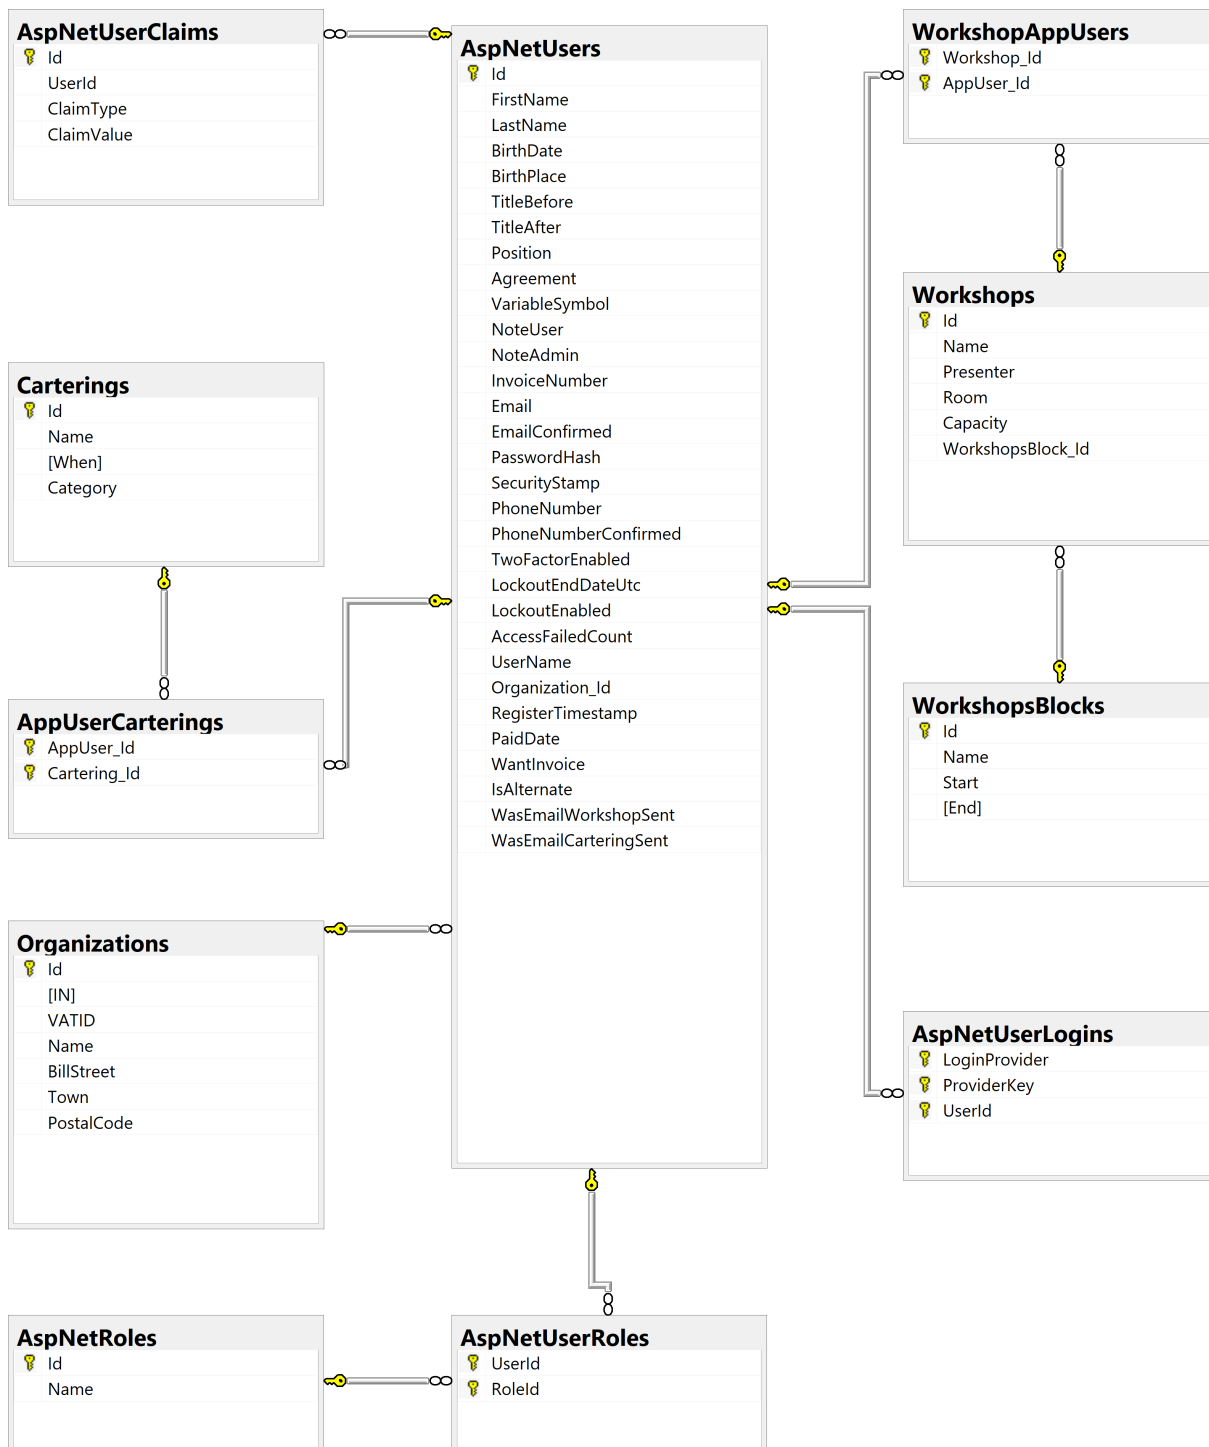 AspNetUserClaims
Id
UserId
ClaimType
ClaimValue
Carterings
Id
Name
[When]
Category
AppUserCarterings
AppUser_Id
Cartering_Id
Organizations
Id
[IN]
VATID
Name
BillStreet
Town
PostalCode
AspNetRoles
Id
Name
AspNetUsers
Id
FirstName
LastName
BirthDate
BirthPlace
TitleBefore
TitleAfter
Position
Agreement
VariableSymbol
NoteUser
NoteAdmin
InvoiceNumber
Email
EmailConfirmed
PasswordHash
SecurityStamp
PhoneNumber
PhoneNumberConfirmed
TwoFactorEnabled
LockoutEndDateUtc
LockoutEnabled
AccessFailedCount
UserName
Organization_Id
RegisterTimestamp
PaidDate
WantInvoice
IsAlternate
WasEmailWorkshopSent
WasEmailCarteringSent
AspNetUserRoles
UserId
RoleId
WorkshopAppUsers
Workshop_Id
AppUser_Id
Workshops
Id
Name
Presenter
Room
Capacity
WorkshopsBlock_Id
WorkshopsBlocks
Id
Name
Start
[End]
AspNetUserLogins
LoginProvider
ProviderKey
UserId